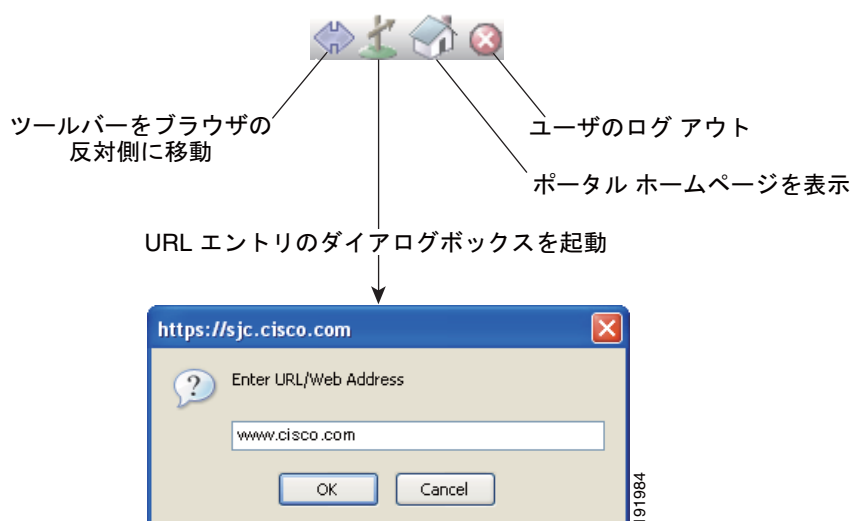 ツールバーをブラウザの
反対側に移動
ユーザのログ アウト
ポータル ホームページを表示
URL エントリのダイアログボックスを起動
https://sjc.cisco.com
Enter URL/Web Address
www.cisco.com
OK
Cancel
191984